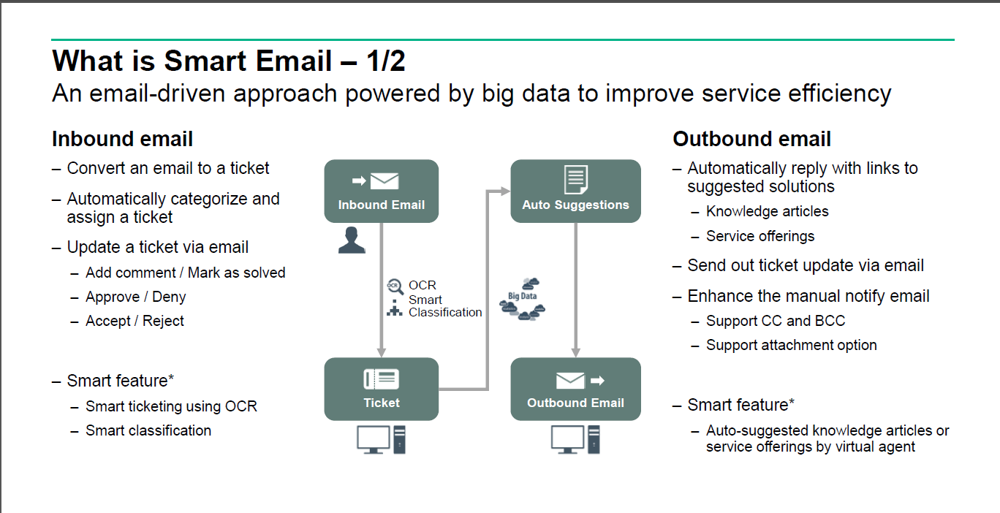 What is Smart Email – 1/2
An email-driven approach powered by big data to improve service efficiency
Inbound email
– Convert an email to a ticket
– Automatically categorize and
assign a ticket
– Update a ticket via email
– Add comment / Mark as solved
– Approve / Deny
– Accept / Reject
– Smart feature*
– Smart ticketing using OCR
– Smart classification
Inbound Email
OCR
OCR
Smart
Classification
Ticket
Auto Suggestions
Big Data
Outbound Email
Outbound email
– Automatically reply with links to
suggested solutions
– Knowledge articles
– Service offerings
– Send out ticket update via email
– Enhance the manual notify email
– Support CC and BCC
– Support attachment option
– Smart feature*
– Auto-suggested knowledge articles or
service offerings by virtual agent